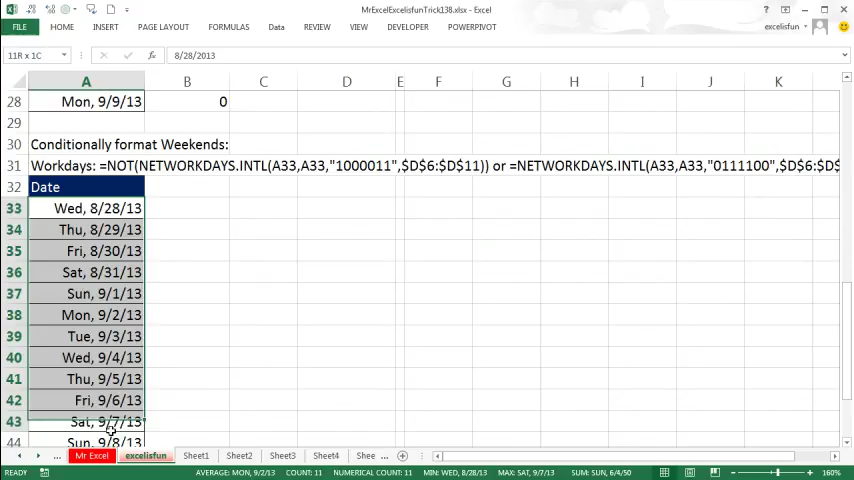 MrExcelExcelisfunTrick138.xlsx - Excel
FILE HOME INSERT PAGE LAYOUT FORMULAS Data REVIEW VIEW DEVELOPER POWERPIVOT excelisfun
11R x 1C fx 8/28/2013
A B C D E F G H I J K
28 Mon, 9/9/13 0
29
30 Conditionally format Weekends:
31 Workdays: =NOT(NETWORKDAYS.INTL(A33,A33,"1000011",$D$6:$D$11)) or =NETWORKDAYS.INTL(A33,A33,"0111100",$D$6:$D$
32 Date
33 Wed, 8/28/13
34 Thu, 8/29/13
35 Fri, 8/30/13
36 Sat, 8/31/13
37 Sun, 9/1/13
38 Mon, 9/2/13
39 Tue, 9/3/13
40 Wed, 9/4/13
41 Thu, 9/5/13
42 Fri, 9/6/13
43 Sat, 9/7/13
44 Sun, 9/8/13
... Mr Excel excelisfun Sheet1 Sheet2 Sheet3 Sheet4 Shee ...
READY AVERAGE: MON, 9/2/13 COUNT: 11 NUMERICAL COUNT: 11 MIN: WED, 8/28/13 MAX: SAT, 9/7/13 SUM: SUN, 6/4/50 160%